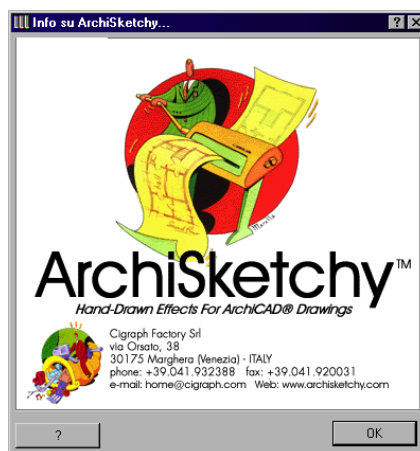 Info su ArchiSketchy...
ArchiSketchy™
Hand-Drawn Effects For ArchiCAD® Drawings
Cigraph Factory Srl
via Orsato, 38
30175 Marghera (Venezia) - ITALY
phone: +39.041.932388 fax: +39.041.920031
e-mail: home@cigraph.com Web: www.archisketchy.com
?
OK